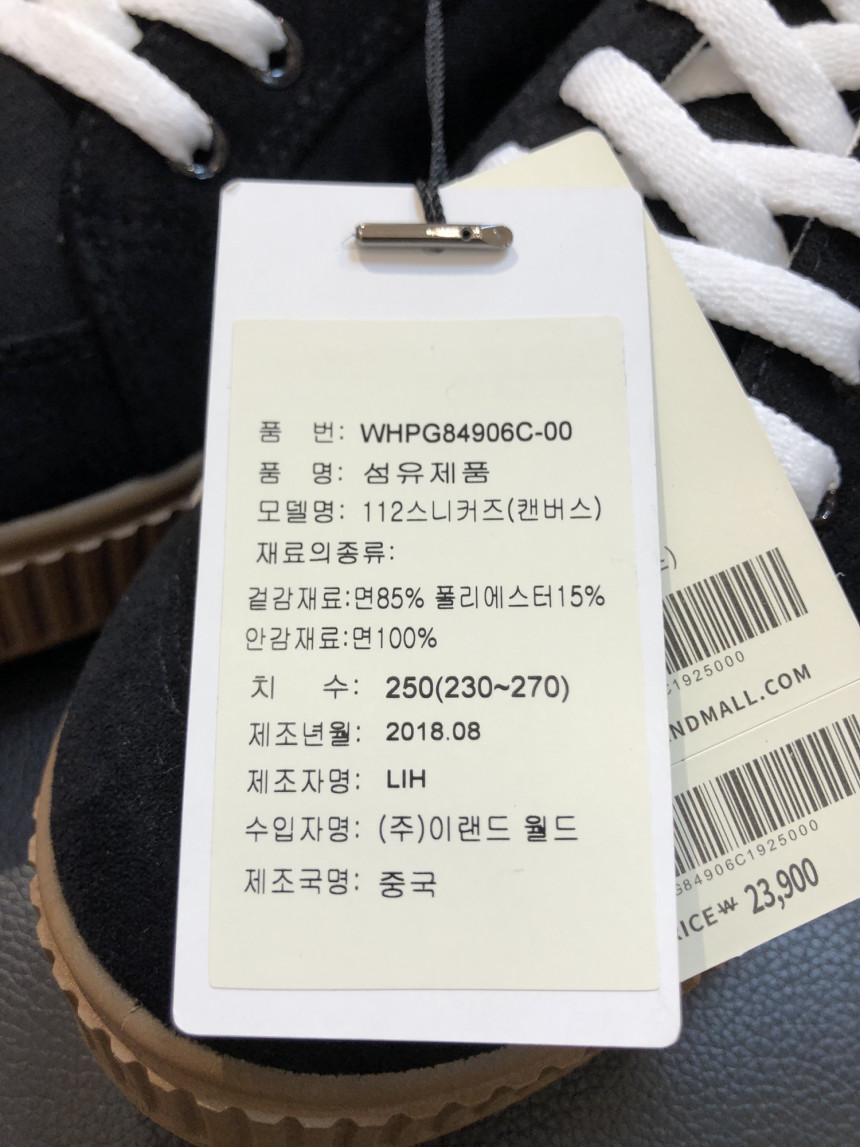 품 번: WHPG84906C-00
품 명: 섬유제품
모델명: 112스니커즈(캔버스)
재료의종류:
겉감재료:면85% 폴리에스터15%
안감재료:면100%
치 수: 250(230~270)
제조년월: 2018.08
제조자명: LIH
수입자명: (주)이랜드 월드
제조국명: 중국
C1925000
NDMALL.COM
G84906C1925000
RICE₩ 23,900